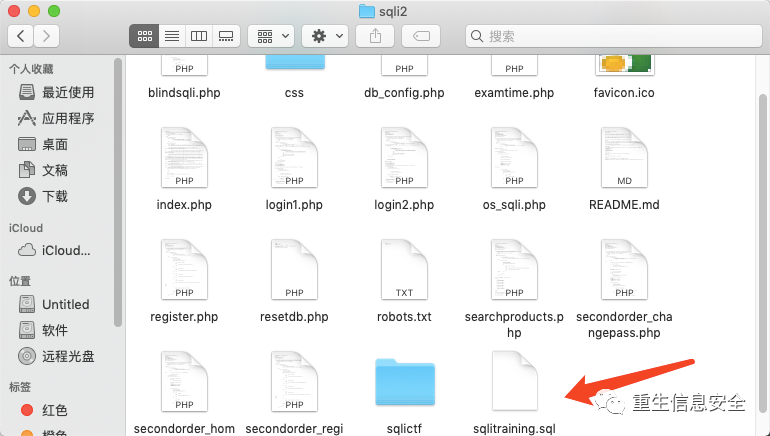 sqli2
搜索
个人收藏
最近使用
应用程序
桌面
文稿
下载
iCloud
iCloud...
位置
Untitled
软件
远程光盘
标签
红色
橙色
PHP
PHP
PHP
blindsqli.php
css
db_config.php
examtime.php
favicon.ico
PHP
PHP
PHP
PHP
MD
index.php
login1.php
login2.php
os_sqli.php
README.md
PHP
PHP
TXT
PHP
PHP
register.php
resetdb.php
robots.txt
searchproducts.p
hp
secondorder_cha
ngepass.php
PHP
PHP
secondorder_hom
secondorder_regi
sqlictf
sqlitraining.sql
重生信息安全